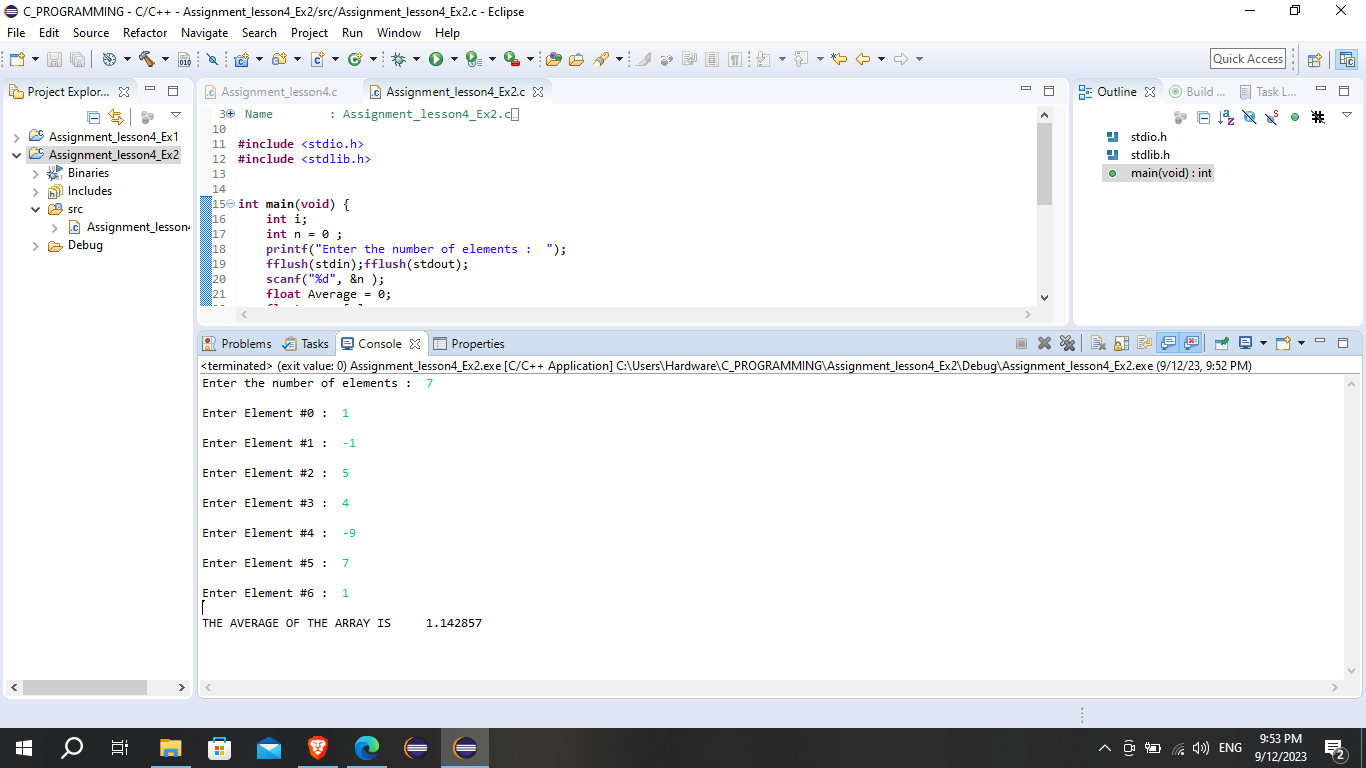 C_PROGRAMMING - C/C++ - Assignment_lesson4_Ex2/src/Assignment_lesson4_Ex2.c - Eclipse
File Edit Source Refactor Navigate Search Project Run Window Help
Quick Access
Project Explor...
Assignment_lesson4_Ex1
Assignment_lesson4_Ex2
Binaries
Includes
src
Assignment_lesson4
Debug
Assignment_lesson4.c
Assignment_lesson4_Ex2.c
3 Name : Assignment_lesson4_Ex2.c
10
11 #include <stdio.h>
12 #include <stdlib.h>
13
14
15 int main(void) {
16 int i;
17 int n = 0 ;
18 printf("Enter the number of elements :  ");
19 fflush(stdin);fflush(stdout);
20 scanf("%d", &n );
21 float Average = 0;
Outline
Build ...
Task L...
stdio.h
stdlib.h
main(void) : int
Problems Tasks Console Properties
<terminated> (exit value: 0) Assignment_lesson4_Ex2.exe [C/C++ Application] C:\Users\Hardware\C_PROGRAMMING\Assignment_lesson4_Ex2\Debug\Assignment_lesson4_Ex2.exe (9/12/23, 9:52 PM)
Enter the number of elements :  7
Enter Element #0 :  1
Enter Element #1 :  -1
Enter Element #2 :  5
Enter Element #3 :  4
Enter Element #4 :  -9
Enter Element #5 :  7
Enter Element #6 :  1
THE AVERAGE OF THE ARRAY IS     1.142857
ENG
9:53 PM
9/12/2023
2